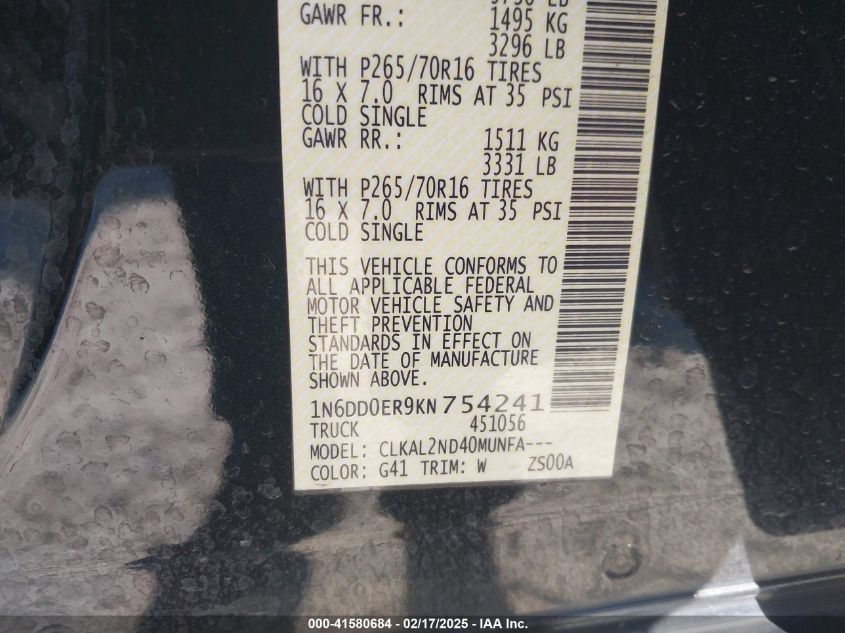 GAWR FR.: 1495 KG
3296 LB
WITH P265/70R16 TIRES
16 X 7.0 RIMS AT 35 PSI
COLD SINGLE
GAWR RR.: 1511 KG
3331 LB
WITH P265/70R16 TIRES
16 X 7.0 RIMS AT 35 PSI
COLD SINGLE
THIS VEHICLE CONFORMS TO
ALL APPLICABLE FEDERAL
MOTOR VEHICLE SAFETY AND
THEFT PREVENTION
STANDARDS IN EFFECT ON
THE DATE OF MANUFACTURE
SHOWN ABOVE.
1N6DD0ER9KN754241
TRUCK 451056
MODEL: CLKAL2ND40MUNFA---
COLOR: G41 TRIM: W ZS00A
000-41580684 - 02/17/2025 - IAA Inc.